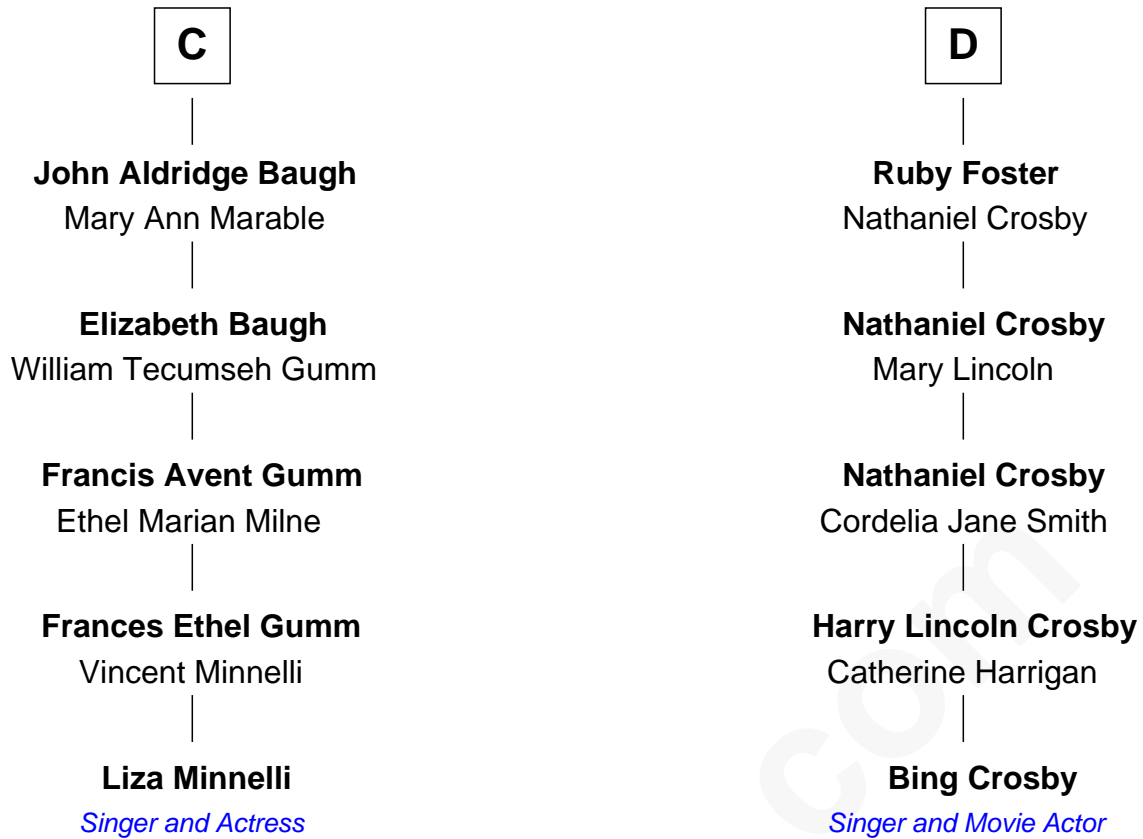 C
John Aldridge Baugh
Mary Ann Marable
Elizabeth Baugh
William Tecumseh Gumm
Francis Avent Gumm
Ethel Marian Milne
Frances Ethel Gumm
Vincent Minnelli
Liza Minnelli
Singer and Actress
D
Ruby Foster
Nathaniel Crosby
Nathaniel Crosby
Mary Lincoln
Nathaniel Crosby
Cordelia Jane Smith
Harry Lincoln Crosby
Catherine Harrigan
Bing Crosby
Singer and Movie Actor
com